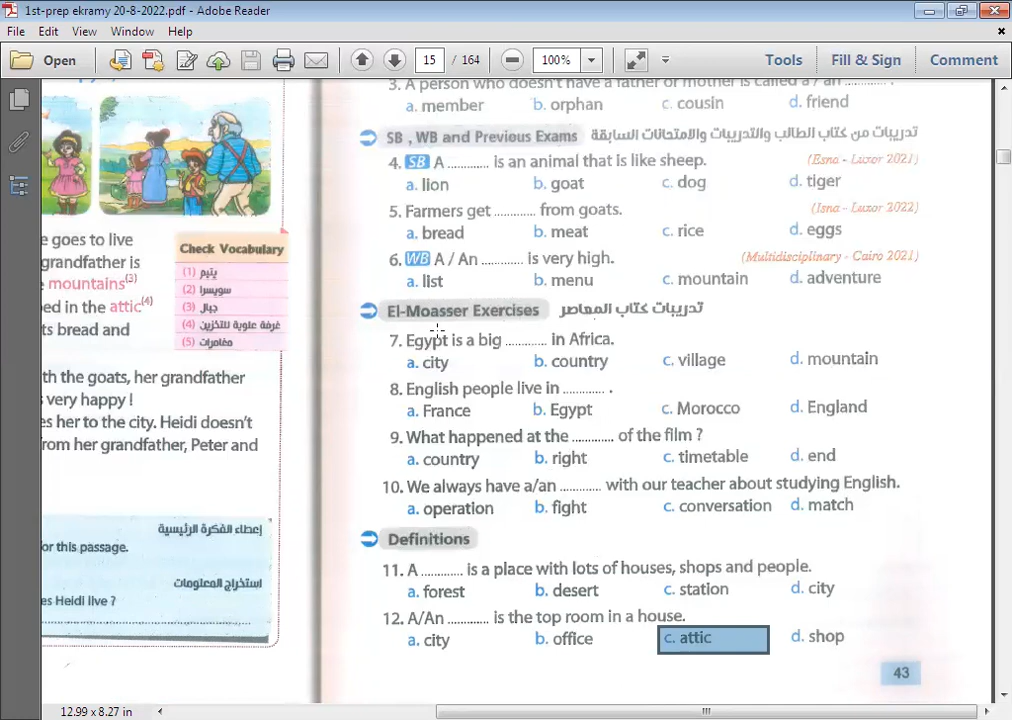 1st-prep ekramy 20-8-2022.pdf - Adobe Reader
File Edit View Window Help
Open 15 / 164 100% Tools Fill & Sign Comment
3. A person who doesn't have a father or mother is called a / an ............
a. member b. orphan c. cousin d. friend
SB , WB and Previous Exams تدريبات من كتاب الطالب والتدريبات والامتحانات السابقة
4. SB A ........... is an animal that is like sheep. (Esna - Luxor 2021)
a. lion b. goat c. dog d. tiger
5. Farmers get ........... from goats. (Isna - Luxor 2022)
a. bread b. meat c. rice d. eggs
6. WB A / An ........... is very high. (Multidisciplinary - Cairo 2021)
a. list b. menu c. mountain d. adventure
El-Moasser Exercises تدريبات كتاب المعاصر
7. Egypt is a big ........... in Africa.
a. city b. country c. village d. mountain
8. English people live in ........... .
a. France b. Egypt c. Morocco d. England
9. What happened at the ........... of the film ?
a. country b. right c. timetable d. end
10. We always have a/an ........... with our teacher about studying English.
a. operation b. fight c. conversation d. match
Definitions
11. A ........... is a place with lots of houses, shops and people.
a. forest b. desert c. station d. city
12. A/An ........... is the top room in a house.
a. city b. office c. attic d. shop
43
e goes to live
grandfather is
mountains(3)
ed in the attic(4)
ts bread and
Check Vocabulary
(1) يتيم
(2) سويسرا
(3) جبال
(4) غرفة علوية للتخزين
(5) مغامرات
th the goats, her grandfather
very happy !
es her to the city. Heidi doesn't
from her grandfather, Peter and
إعطاء الفكرة الرئيسية
for this passage.
استخراج المعلومات
es Heidi live ?
12.99 x 8.27 in